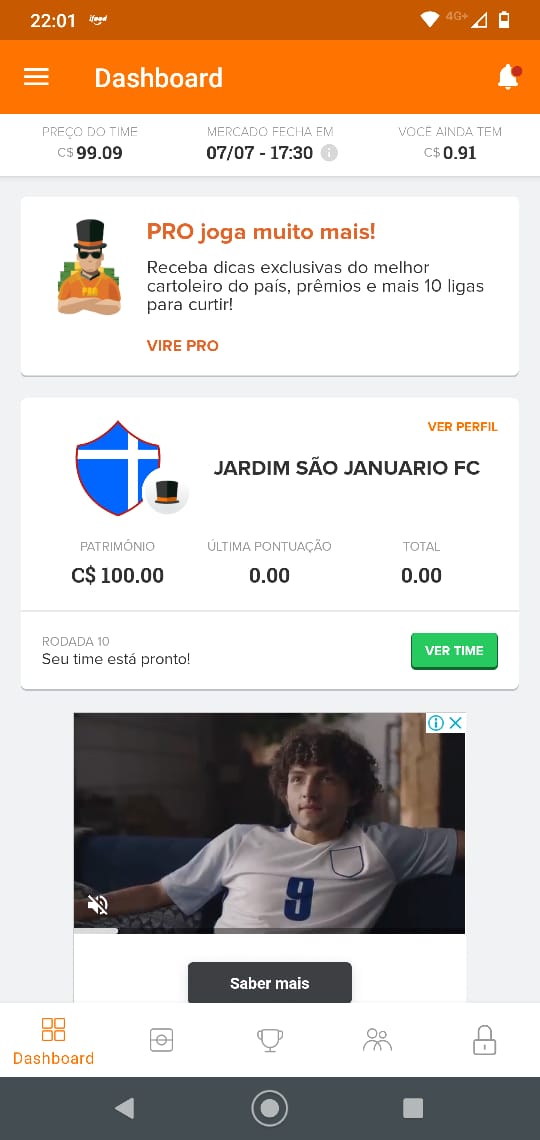 22:01 ifood 4G+
Dashboard
PREÇO DO TIME MERCADO FECHA EM VOCÊ AINDA TEM
C$ 99.09 07/07 - 17:30 i C$ 0.91
PRO joga muito mais!
Receba dicas exclusivas do melhor
cartoleiro do país, prêmios e mais 10 ligas
para curtir!
VIRE PRO
PRO
VER PERFIL
JARDIM SÃO JANUARIO FC
PATRIMÔNIO ÚLTIMA PONTUAÇÃO TOTAL
C$ 100.00 0.00 0.00
RODADA 10
Seu time está pronto!
VER TIME
9
Saber mais
Dashboard